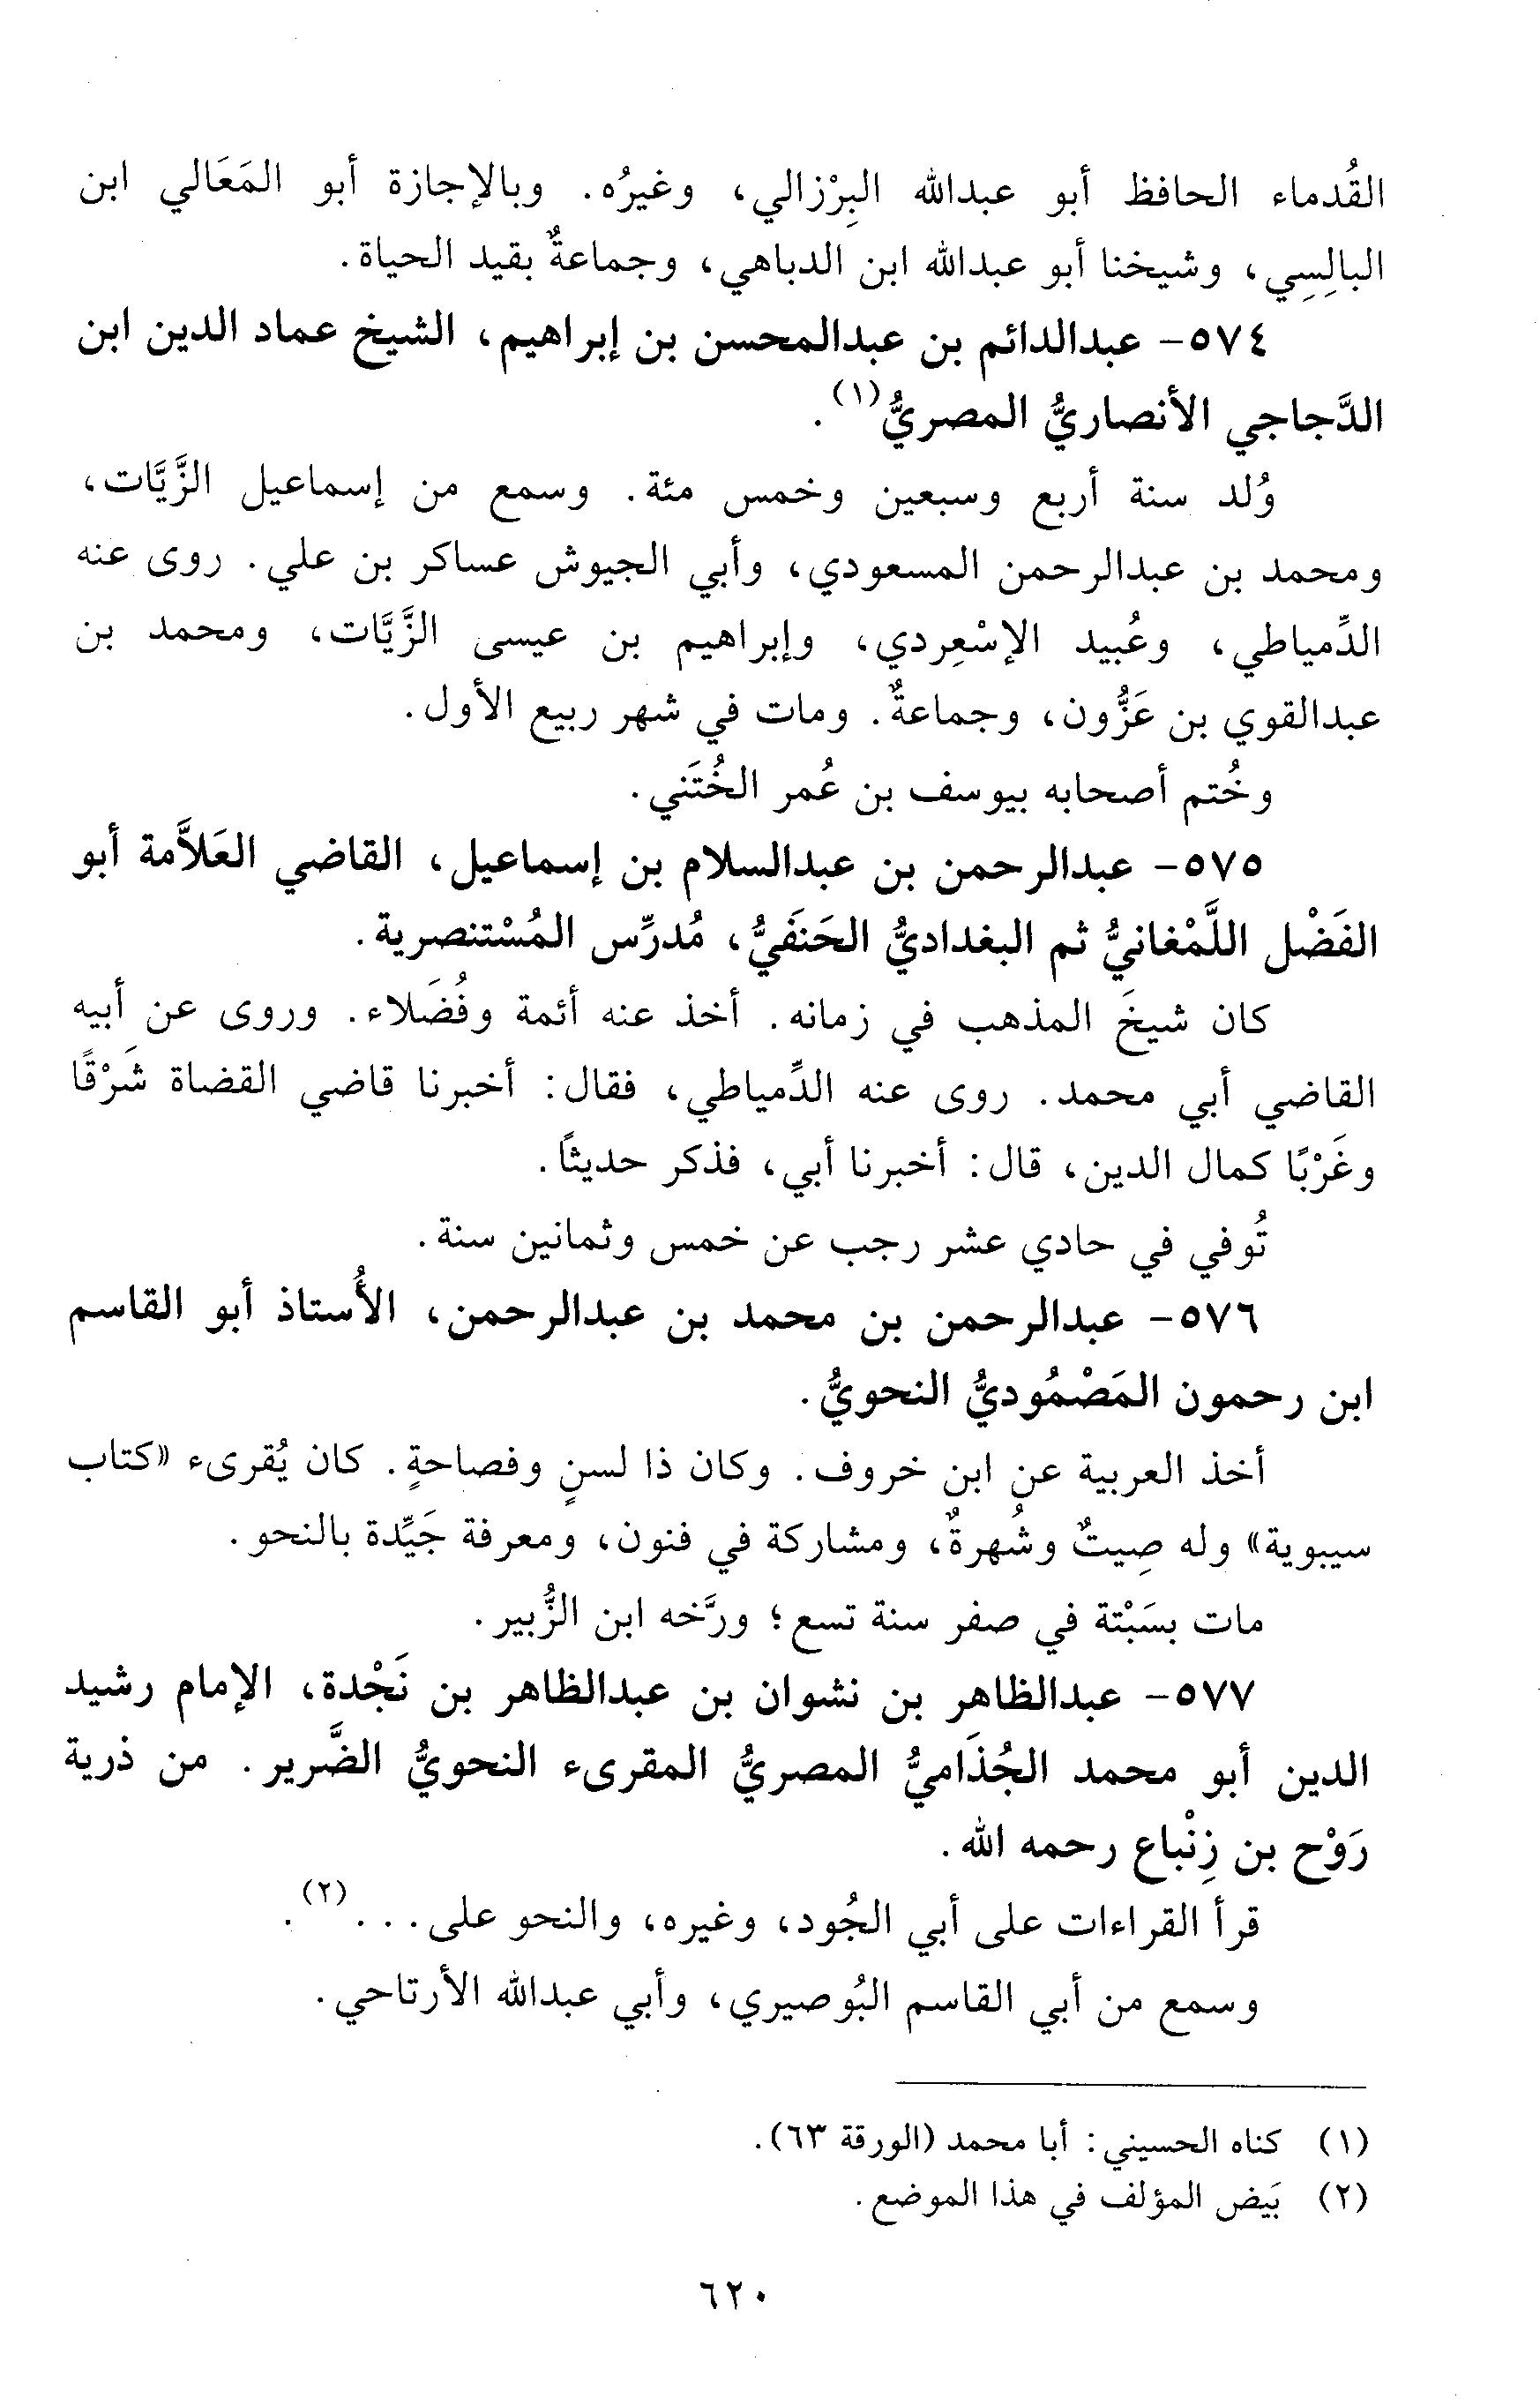 القُدماء الحافظ أبو عبدالله البِرْزالي، وغيرُه. وبالإجازة أبو المَعَالي ابن
البالِسِي، وشيخنا أبو عبدالله ابن الدباهي، وجماعةٌ بقيد الحياة.
٥٧٤- عبدالدائم بن عبدالمحسن بن إبراهيم، الشيخ عماد الدين ابن
الدَّجاجي الأنصاريُّ المصريُّ(١).
وُلد سنة أربع وسبعين وخمس مئة. وسمع من إسماعيل الزَّيَّات،
ومحمد بن عبدالرحمن المسعودي، وأبي الجيوش عساكر بن علي. روى عنه
الدِّمياطي، وعُبيد الإسْعِردي، وإبراهيم بن عيسى الزَّيَّات، ومحمد بن
عبدالقوي بن عَزُّون، وجماعةٌ. ومات في شهر ربيع الأول.
وخُتم أصحابه بيوسف بن عُمر الخُتَني.
٥٧٥- عبدالرحمن بن عبدالسلام بن إسماعيل، القاضي العَلاَّمة أبو
الفَضْل اللَّمْغانيُّ ثم البغداديُّ الحَنَفيُّ، مُدرِّس المُسْتنصرية.
كان شيخَ المذهب في زمانه. أخذ عنه أئمة وفُضَلاء. وروى عن أبيه
القاضي أبي محمد. روى عنه الدِّمياطي، فقال: أخبرنا قاضي القضاة شَرْقًا
وغَرْبًا كمال الدين، قال: أخبرنا أبي، فذكر حديثًا.
تُوفي في حادي عشر رجب عن خمس وثمانين سنة.
٥٧٦- عبدالرحمن بن محمد بن عبدالرحمن، الأُستاذ أبو القاسم
ابن رحمون المَصْمُوديُّ النحويُّ.
أخذ العربية عن ابن خروف. وكان ذا لسنٍ وفصاحةٍ. كان يُقرىء «كتاب
سيبوية» وله صِيتٌ وشُهرةٌ، ومشاركة في فنون، ومعرفة جَيِّدة بالنحو.
مات بسَبْتة في صفر سنة تسع؛ ورَّخه ابن الزُّبير.
٥٧٧- عبدالظاهر بن نشوان بن عبدالظاهر بن نَجْدة، الإمام رشيد
الدين أبو محمد الجُذَاميُّ المصريُّ المقرىء النحويُّ الضَّرير. من ذرية
رَوْح بن زِنْباع رحمه الله.
قرأ القراءات على أبي الجُود، وغيره، والنحو على...(٢).
وسمع من أبي القاسم البُوصيري، وأبي عبدالله الأرتاحي.
(١) كناه الحسيني: أبا محمد (الورقة ٦٣).
(٢) بَيض المؤلف في هذا الموضع.
٦٢٠